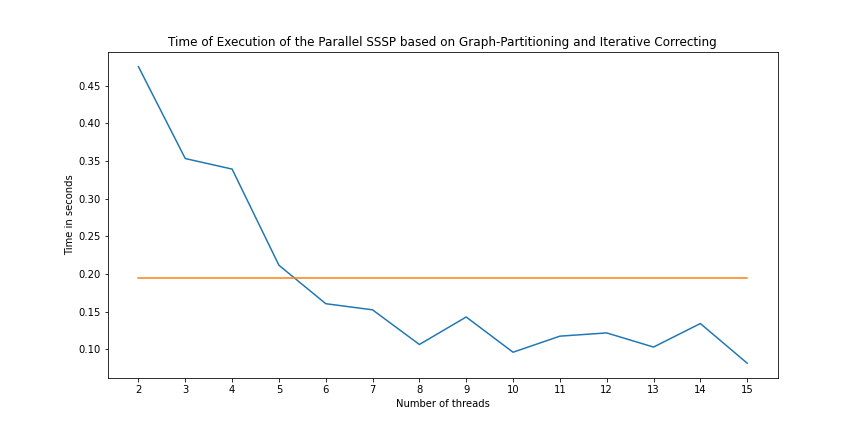 Time of Execution of the Parallel SSSP based on Graph-Partitioning and Iterative Correcting
Time in seconds
0.45
0.40
0.35
0.30
0.25
0.20
0.15
0.10
2 3 4 5 6 7 8 9 10 11 12 13 14 15
Number of threads